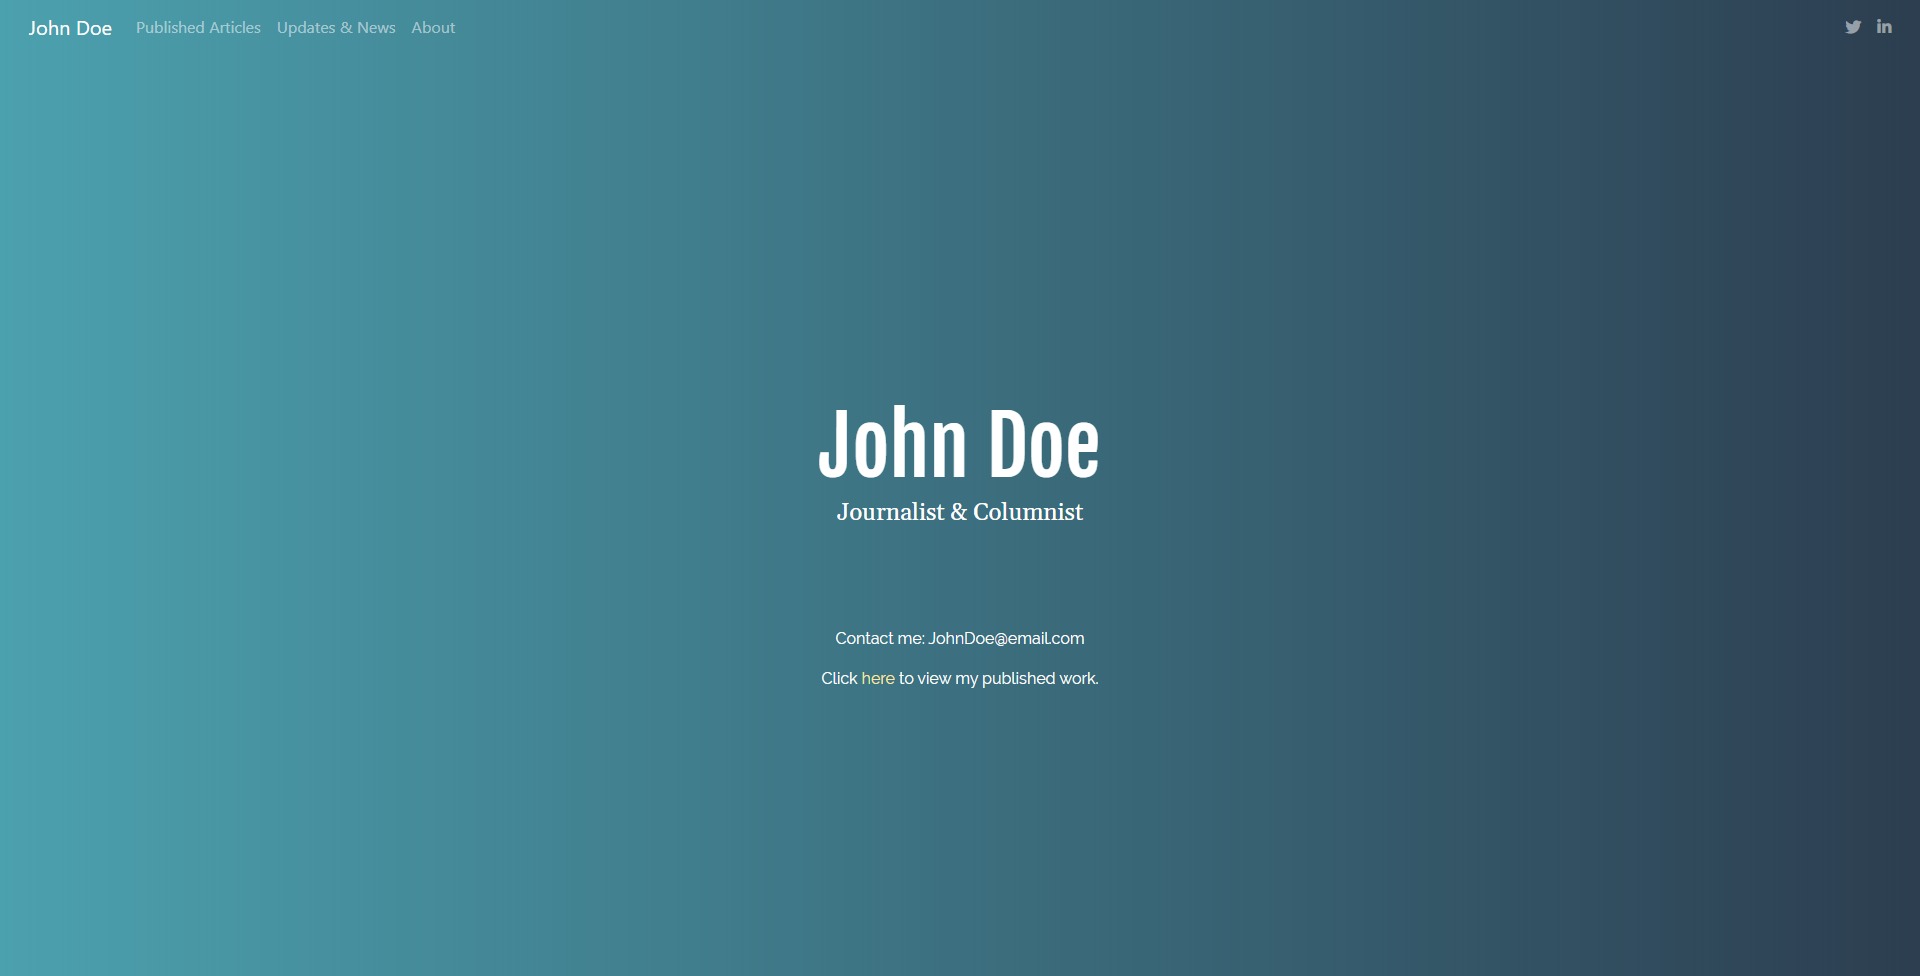 John Doe Published Articles Updates & News About
John Doe
Journalist & Columnist
Contact me: JohnDoe@email.com
Click here to view my published work.